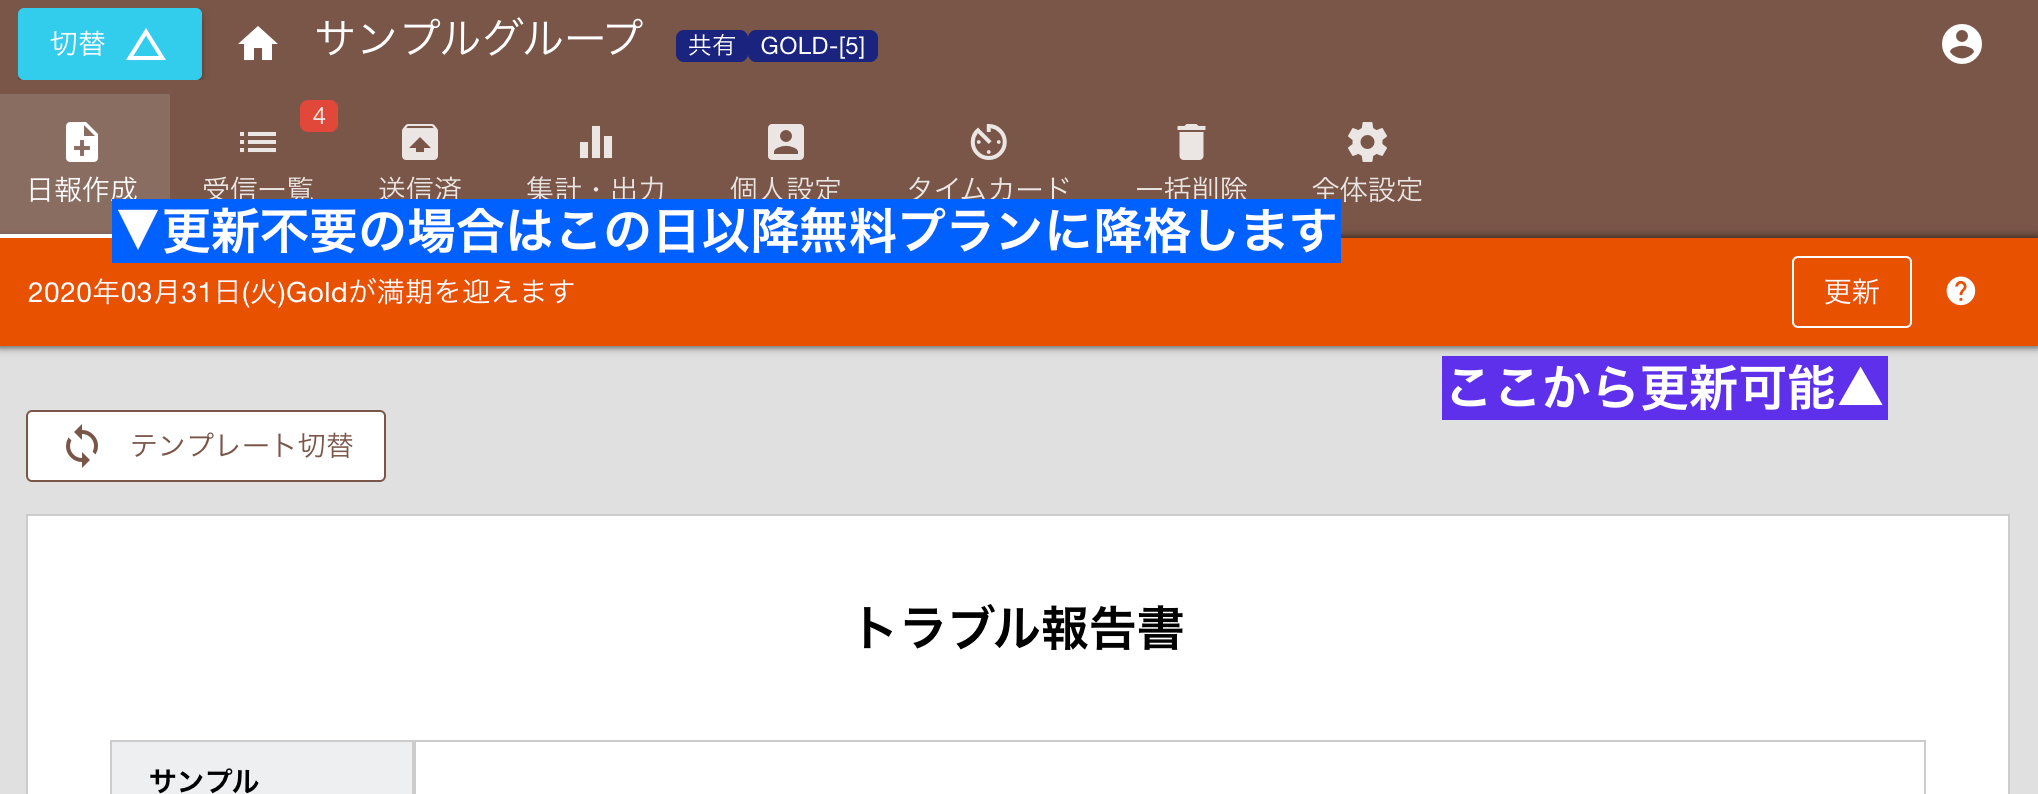 切替
サンプルグループ
共有 GOLD-[5]
4
日報作成 受信一覧 送信済 集計・出力 個人設定 タイムカード 一括削除 全体設定
▼更新不要の場合はこの日以降無料プランに降格します
2020年03月31日(火)Goldが満期を迎えます
更新
?
ここから更新可能▲
テンプレート切替
トラブル報告書
サンプル